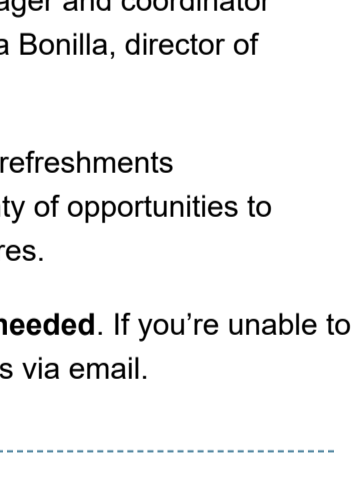 ager and coordinator
a Bonilla, director of
refreshments
ty of opportunities to
res.
needed. If you’re unable to
s via email.